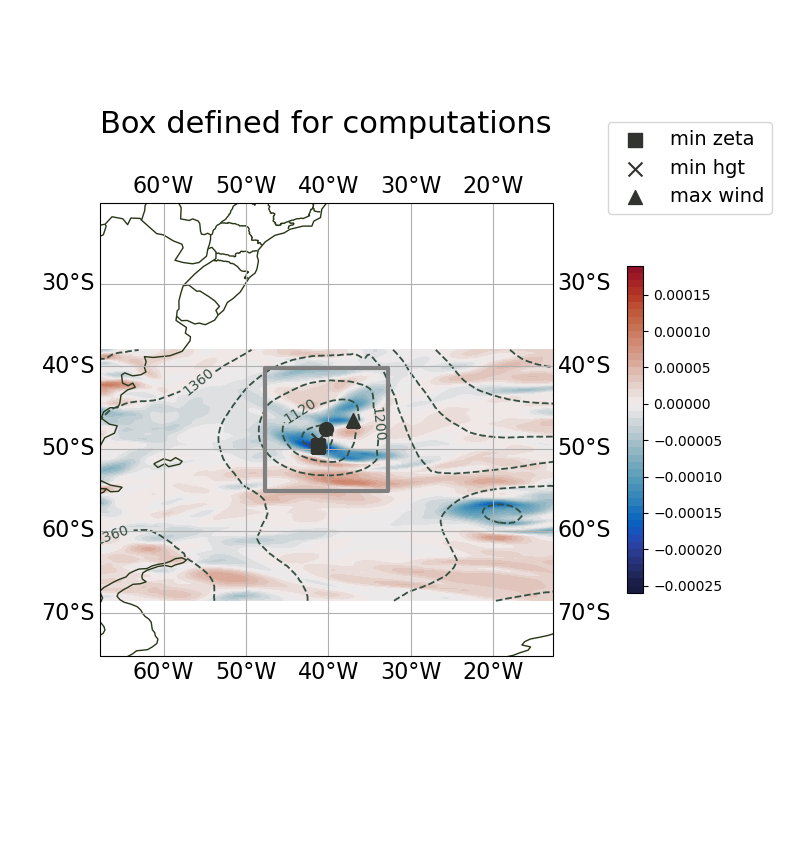 Box defined for computations
min zeta
min hgt
max wind
60°W 50°W 40°W 30°W 20°W
30°S 30°S
40°S 40°S
50°S 50°S
60°S 60°S
70°S 70°S
1360
1120
1200
1360
60°W 50°W 40°W 30°W 20°W
0.00015
0.00010
0.00005
0.00000
−0.00005
−0.00010
−0.00015
−0.00020
−0.00025